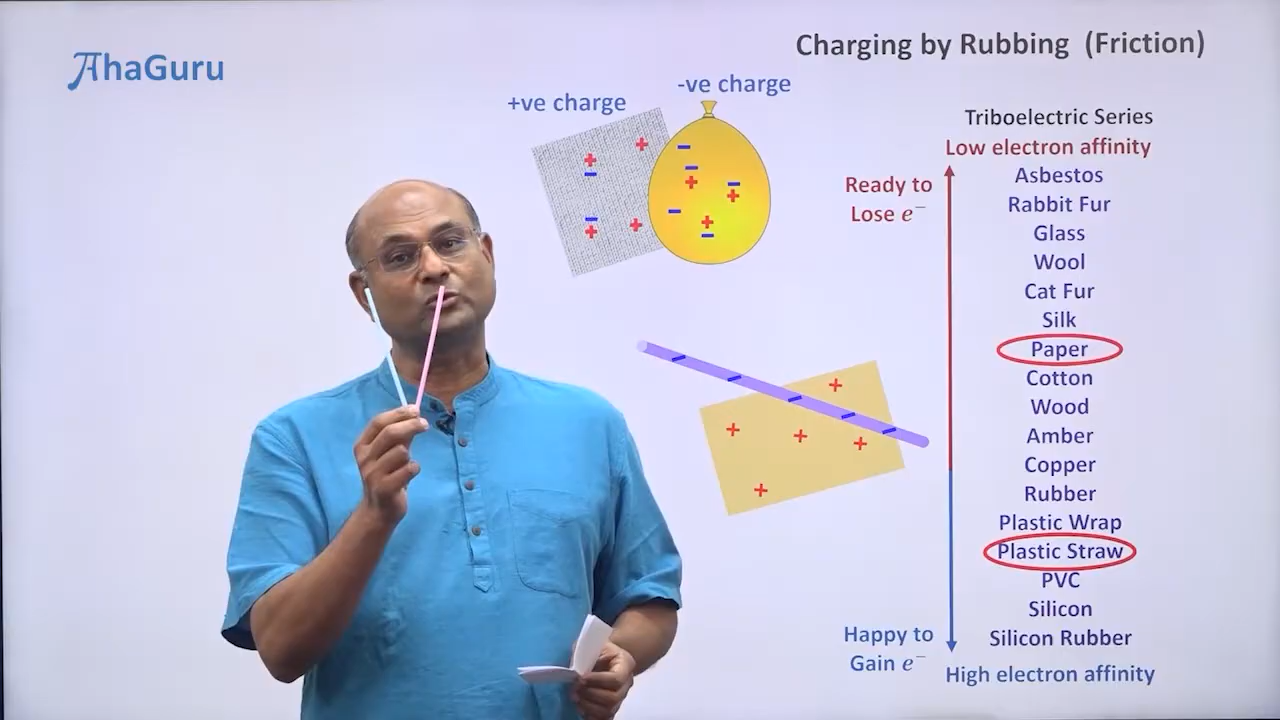 AhaGuru
Charging by Rubbing (Friction)
+ve charge
-ve charge
Triboelectric Series
Low electron affinity
Ready to
Lose e⁻
Asbestos
Rabbit Fur
Glass
Wool
Cat Fur
Silk
Paper
Cotton
Wood
Amber
Copper
Rubber
Plastic Wrap
Plastic Straw
PVC
Silicon
Silicon Rubber
Happy to
Gain e⁻
High electron affinity